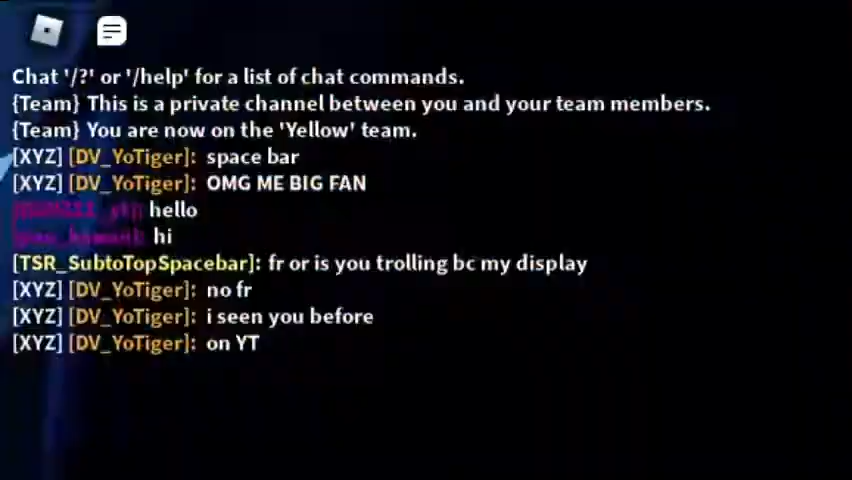 Chat '/?' or '/help' for a list of chat commands.
{Team} This is a private channel between you and your team members.
{Team} You are now on the 'Yellow' team.
[XYZ] [DV_YoTiger]: space bar
[XYZ] [DV_YoTiger]: OMG ME BIG FAN
hello
hi
[TSR_SubtoTopSpacebar]: fr or is you trolling bc my display
[XYZ] [DV_YoTiger]: no fr
[XYZ] [DV_YoTiger]: i seen you before
[XYZ] [DV_YoTiger]: on YT